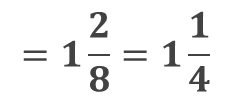 = 1 2/8 = 1 1/4